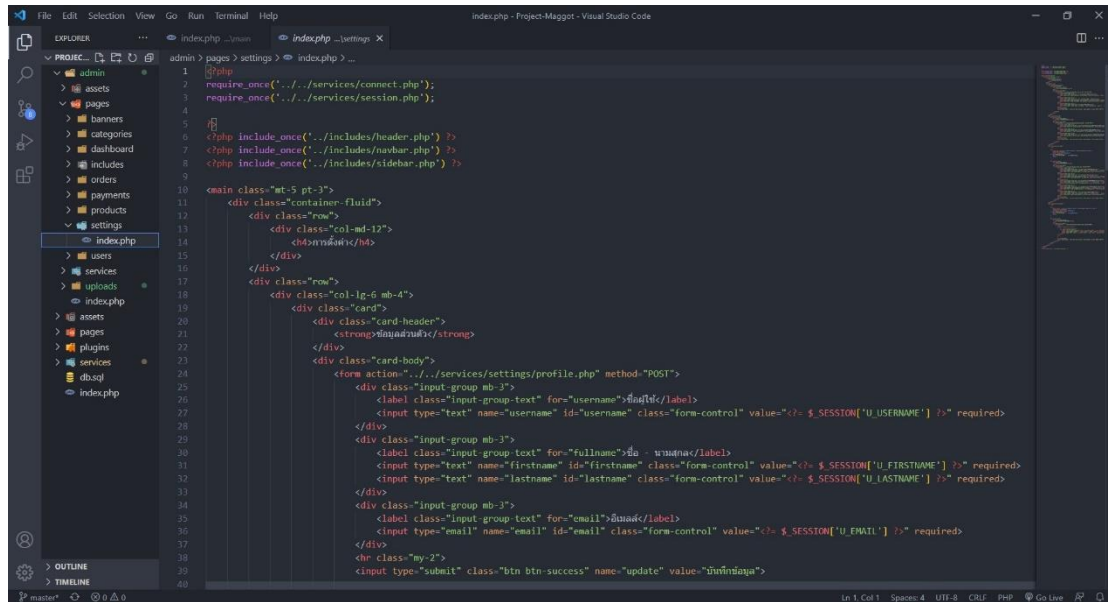 File Edit Selection View Go Run Terminal Help
index.php - Project-Maggot - Visual Studio Code
EXPLORER
index.php ...\main
index.php ...\settings
PROJEC...
admin > pages > settings > index.php > ...
admin
assets
pages
banners
categories
dashboard
includes
orders
payments
products
settings
index.php
users
services
uploads
index.php
assets
pages
plugins
services
db.sql
index.php
OUTLINE
TIMELINE
1 <?php
2 require_once('../../services/connect.php');
3 require_once('../../services/session.php');
4
5 ?>
6 <?php include_once('../includes/header.php') ?>
7 <?php include_once('../includes/navbar.php') ?>
8 <?php include_once('../includes/sidebar.php') ?>
9
10 <main class="mt-5 pt-3">
11 <div class="container-fluid">
12 <div class="row">
13 <div class="col-md-12">
14 <h4>การตั้งค่า</h4>
15 </div>
16 </div>
17 <div class="row">
18 <div class="col-lg-6 mb-4">
19 <div class="card">
20 <div class="card-header">
21 <strong>ข้อมูลส่วนตัว</strong>
22 </div>
23 <div class="card-body">
24 <form action="../../services/settings/profile.php" method="POST">
25 <div class="input-group mb-3">
26 <label class="input-group-text" for="username">ชื่อผู้ใช้</label>
27 <input type="text" name="username" id="username" class="form-control" value="<?= $_SESSION['U_USERNAME'] ?>" required>
28 </div>
29 <div class="input-group mb-3">
30 <label class="input-group-text" for="fullname">ชื่อ - นามสกุล</label>
31 <input type="text" name="firstname" id="firstname" class="form-control" value="<?= $_SESSION['U_FIRSTNAME'] ?>" required>
32 <input type="text" name="lastname" id="lastname" class="form-control" value="<?= $_SESSION['U_LASTNAME'] ?>" required>
33 </div>
34 <div class="input-group mb-3">
35 <label class="input-group-text" for="email">อีเมลล์</label>
36 <input type="email" name="email" id="email" class="form-control" value="<?= $_SESSION['U_EMAIL'] ?>" required>
37 </div>
38 <hr class="my-2">
39 <input type="submit" class="btn btn-success" name="update" value="บันทึกข้อมูล">
40
master* 0 0 Ln 1, Col 1 Spaces: 4 UTF-8 CRLF PHP Go Live